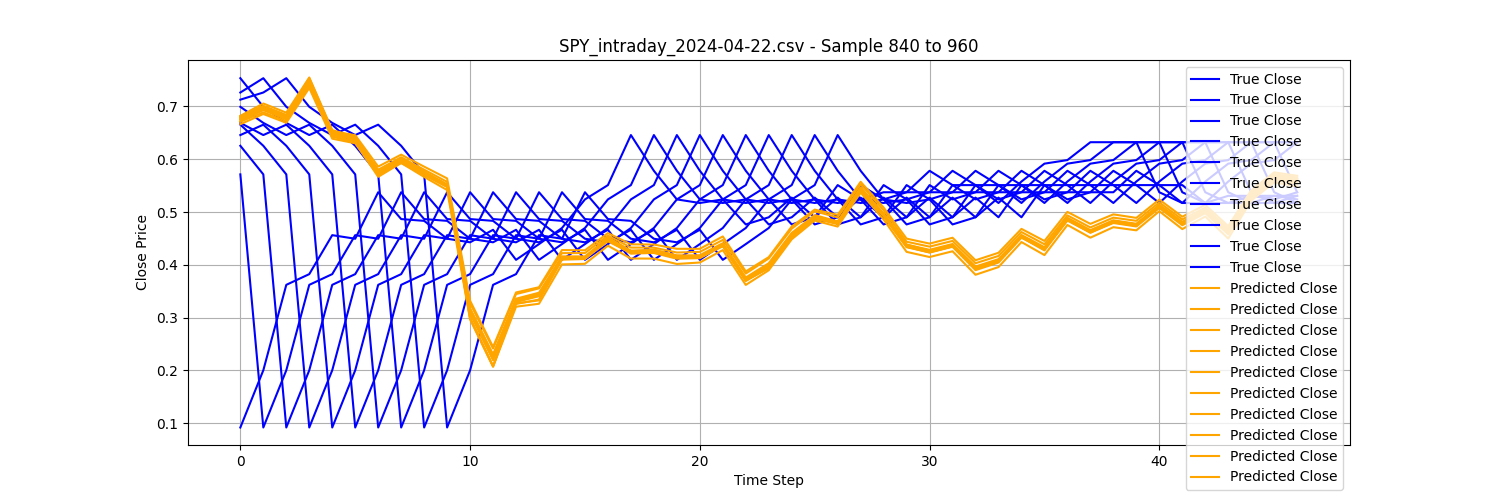 SPY_intraday_2024-04-22.csv - Sample 840 to 960
Close Price
0.7
0.6
0.5
0.4
0.3
0.2
0.1
0
10
20
30
40
Time Step
True Close
True Close
True Close
True Close
True Close
True Close
True Close
True Close
True Close
True Close
Predicted Close
Predicted Close
Predicted Close
Predicted Close
Predicted Close
Predicted Close
Predicted Close
Predicted Close
Predicted Close
Predicted Close